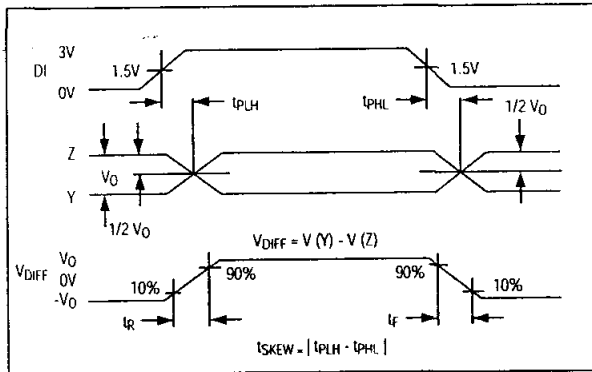 3V
DI
1.5V
1.5V
0V
tPLH
tPHL
1/2 VO
Z
VO
Y
1/2 VO
VDIFF = V (Y) - V (Z)
VO
VDIFF
0V
90%
90%
10%
10%
-VO
tR
tF
tSKEW = | tPLH - tPHL |